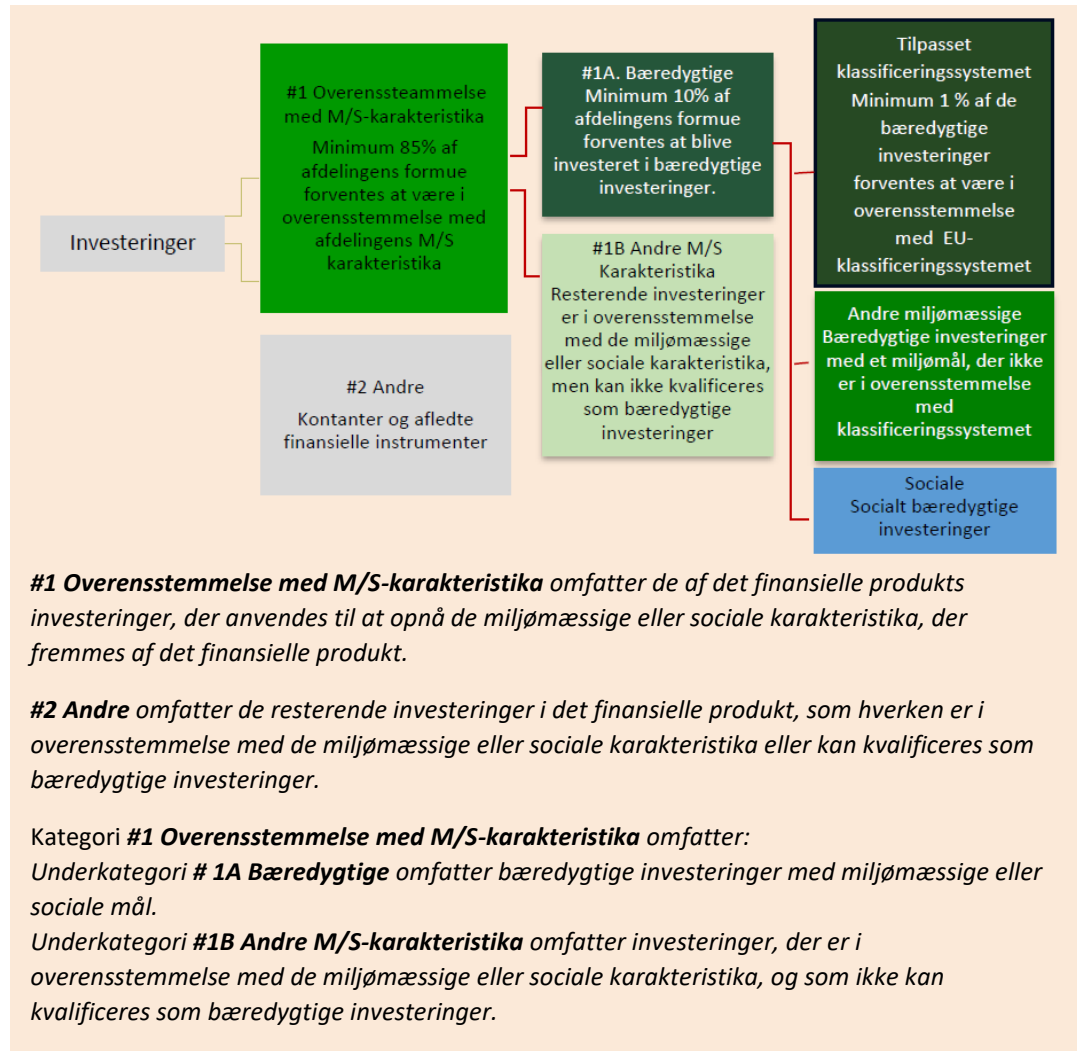 Investeringer
#1 Overenssteammelse
med M/S-karakteristika
Minimum 85% af
afdelingens formue
forventes at være i
overensstemmelse med
afdelingens M/S
karakteristika
#2 Andre
Kontanter og afledte
finansielle instrumenter
#1A. Bæredygtige
Minimum 10% af
afdelingens formue
forventes at blive
investeret i bæredygtige
investeringer.
#1B Andre M/S
Karakteristika
Resterende investeringer
er i overensstemmelse
med de miljømæssige
eller sociale karakteristika,
men kan ikke kvalificeres
som bæredygtige
investeringer
Tilpasset
klassificeringssystemet
Minimum 1 % af de
bæredygtige
investeringer
forventes at være i
overensstemmelse
med EU-
klassificeringssystemet
Andre miljømæssige
Bæredygtige investeringer
med et miljømål, der ikke
er i overensstemmelse
med
klassificeringssystemet
Sociale
Socialt bæredygtige
investeringer
#1 Overensstemmelse med M/S-karakteristika omfatter de af det finansielle produkts
investeringer, der anvendes til at opnå de miljømæssige eller sociale karakteristika, der
fremmes af det finansielle produkt.
#2 Andre omfatter de resterende investeringer i det finansielle produkt, som hverken er i
overensstemmelse med de miljømæssige eller sociale karakteristika eller kan kvalificeres som
bæredygtige investeringer.
Kategori #1 Overensstemmelse med M/S-karakteristika omfatter:
Underkategori # 1A Bæredygtige omfatter bæredygtige investeringer med miljømæssige eller
sociale mål.
Underkategori #1B Andre M/S-karakteristika omfatter investeringer, der er i
overensstemmelse med de miljømæssige eller sociale karakteristika, og som ikke kan
kvalificeres som bæredygtige investeringer.